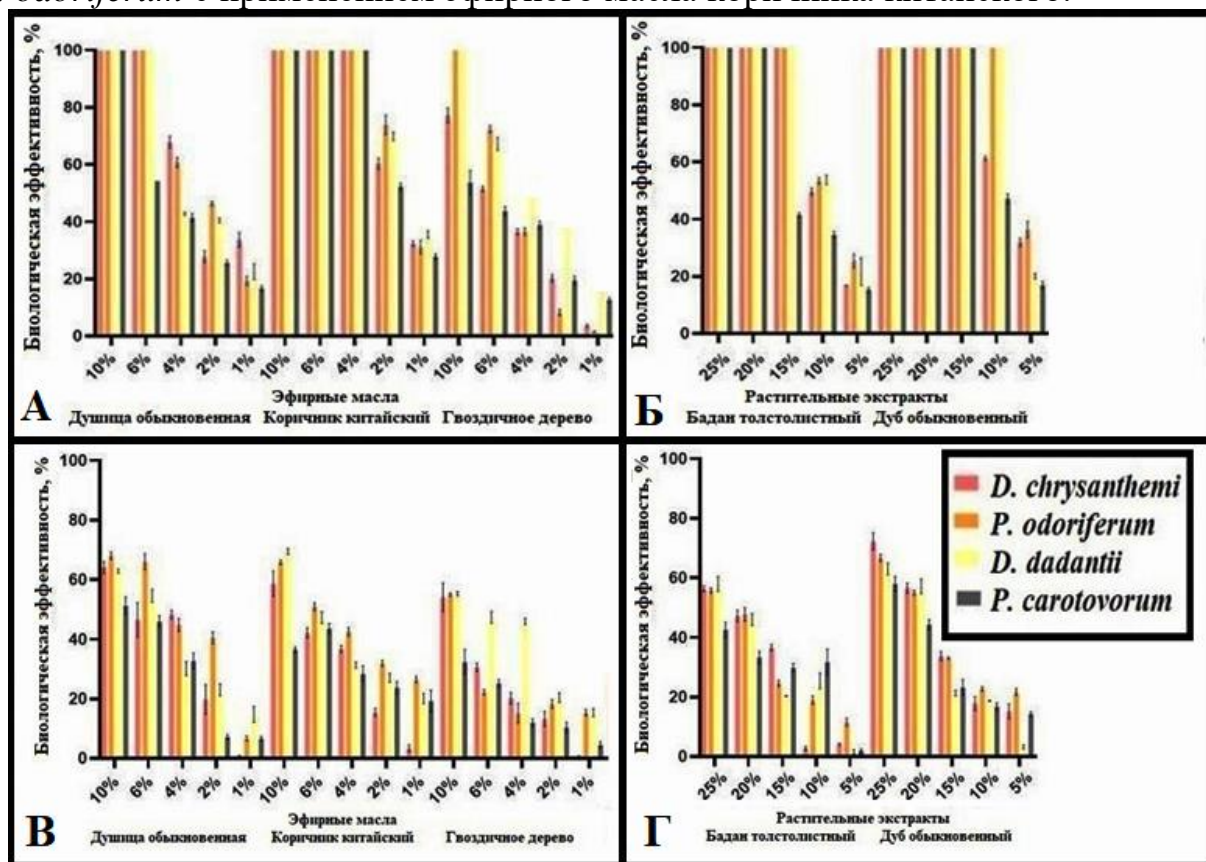 odoriferum с применением эфирного масла коричника китайского.
Биологическая эффективность, %
100
80
60
40
20
0
10% 6% 4% 2% 1% 10% 6% 4% 2% 1% 10% 6% 4% 2% 1%
Эфирные масла
Душица обыкновенная Коричник китайский Гвоздичное дерево
А
Биологическая эффективность, %
100
80
60
40
20
0
25% 20% 15% 10% 5% 25% 20% 15% 10% 5%
Растительные экстракты
Бадан толстолистный Дуб обыкновенный
Б
Биологическая эффективность, %
100
80
60
40
20
0
10% 6% 4% 2% 1% 10% 6% 4% 2% 1% 10% 6% 4% 2% 1%
Эфирные масла
Душица обыкновенная Коричник китайский Гвоздичное дерево
В
Биологическая эффективность, %
100
80
60
40
20
0
25% 20% 15% 10% 5% 25% 20% 15% 10% 5%
Растительные экстракты
Бадан толстолистный Дуб обыкновенный
Г
D. chrysanthemi
P. odoriferum
D. dadantii
P. carotovorum